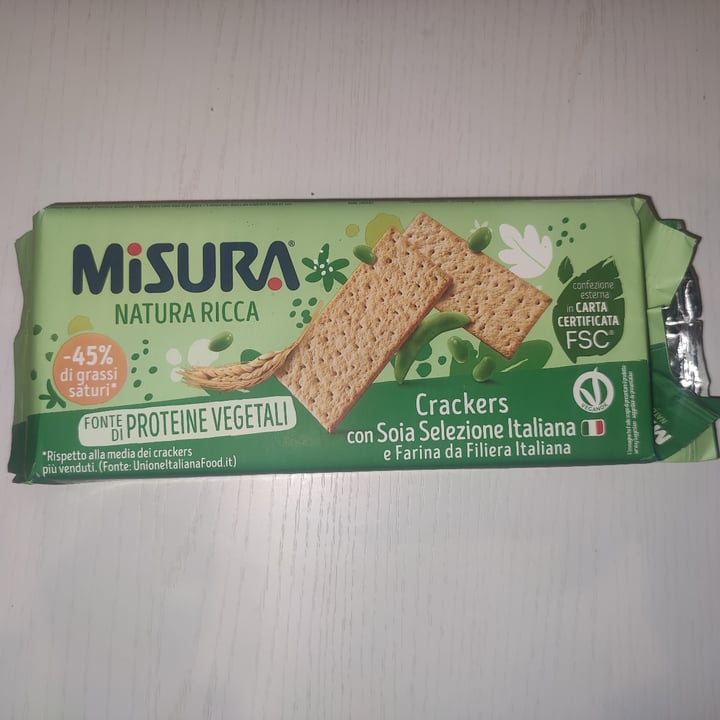 MiSURA®
NATURA RICCA
-45%
di grassi
saturi*
FONTE
DI PROTEINE VEGETALI
*Rispetto alla media dei crackers
più venduti. (Fonte: UnioneItalianaFood.it)
Crackers
con Soia Selezione Italiana
e Farina da Filiera Italiana
confezione
esterna
in CARTA
CERTIFICATA
FSC®
VEGANOK